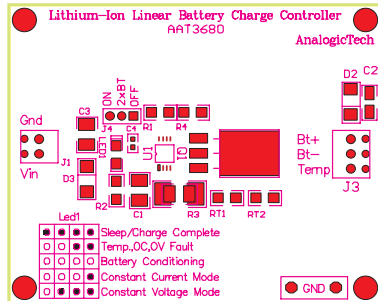 Lithium-Ion Linear Battery Charge Controller
AAT3680
AnalogicTech
ON
2xBT
OFF
D2
C2
C3
J4
C4
R1
R4
Gnd
LED1
U1
Q1
Bt+
Bt-
Temp
J1
Vin
D3
J3
R2
C1
R3
RT1
RT2
Led1
Sleep/Charge Complete
Temp.,OC,OV Fault
Battery Conditioning
Constant Current Mode
Constant Voltage Mode
GND